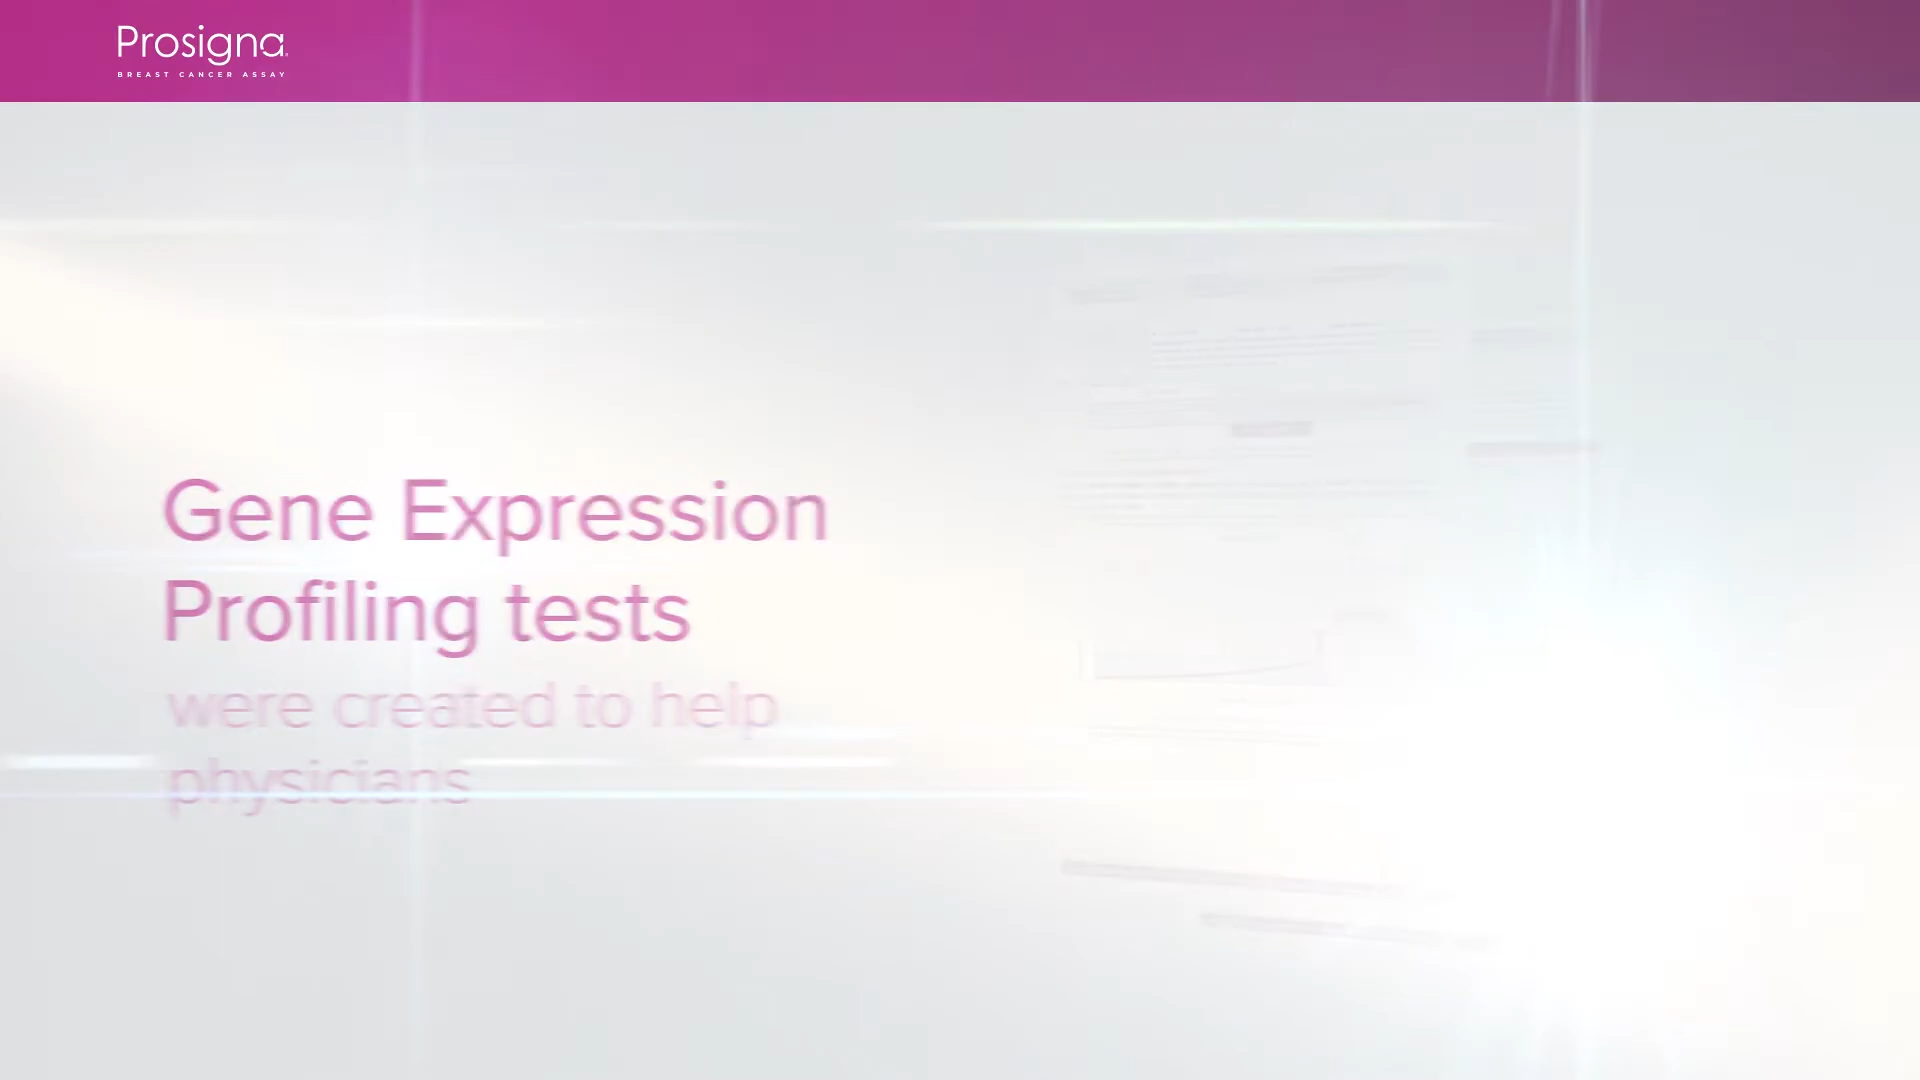 Prosigna
BREAST CANCER ASSAY
Gene Expression
Profiling tests
were created to help
physicians